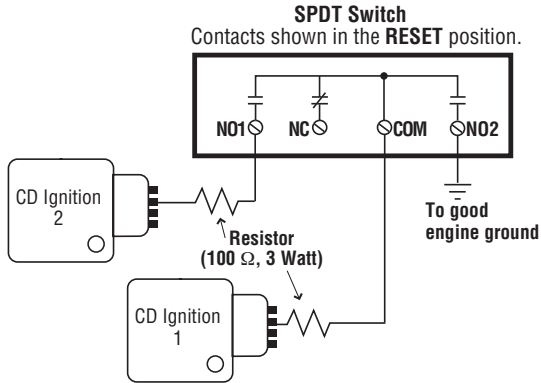 SPDT Switch
Contacts shown in the RESET position.
NO1 NC COM NO2
CD Ignition
2
To good
engine ground
Resistor
(100 Ω, 3 Watt)
CD Ignition
1